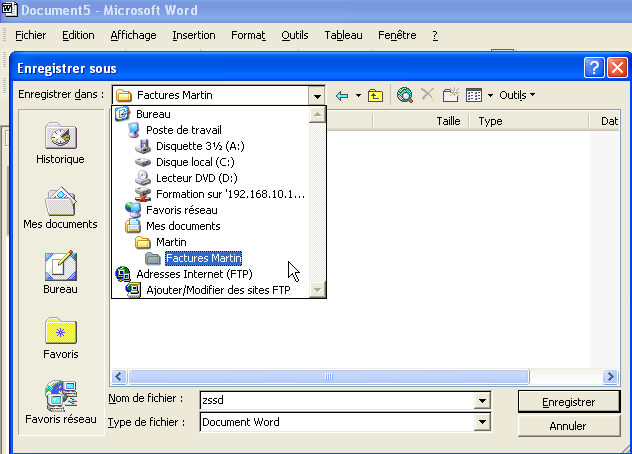 Document5 - Microsoft Word
Fichier Edition Affichage Insertion Format Outils Tableau Fenêtre ?
Enregistrer sous
Enregistrer dans : Factures Martin Outils
Bureau
Poste de travail
Disquette 3½ (A:)
Disque local (C:)
Lecteur DVD (D:)
Formation sur '192.168.10.1...
Favoris réseau
Mes documents
Martin
Factures Martin
Adresses Internet (FTP)
Ajouter/Modifier des sites FTP
Taille Type Dat
Historique
Mes documents
Bureau
Favoris
Favoris réseau
Nom de fichier : zssd Enregistrer
Type de fichier : Document Word Annuler